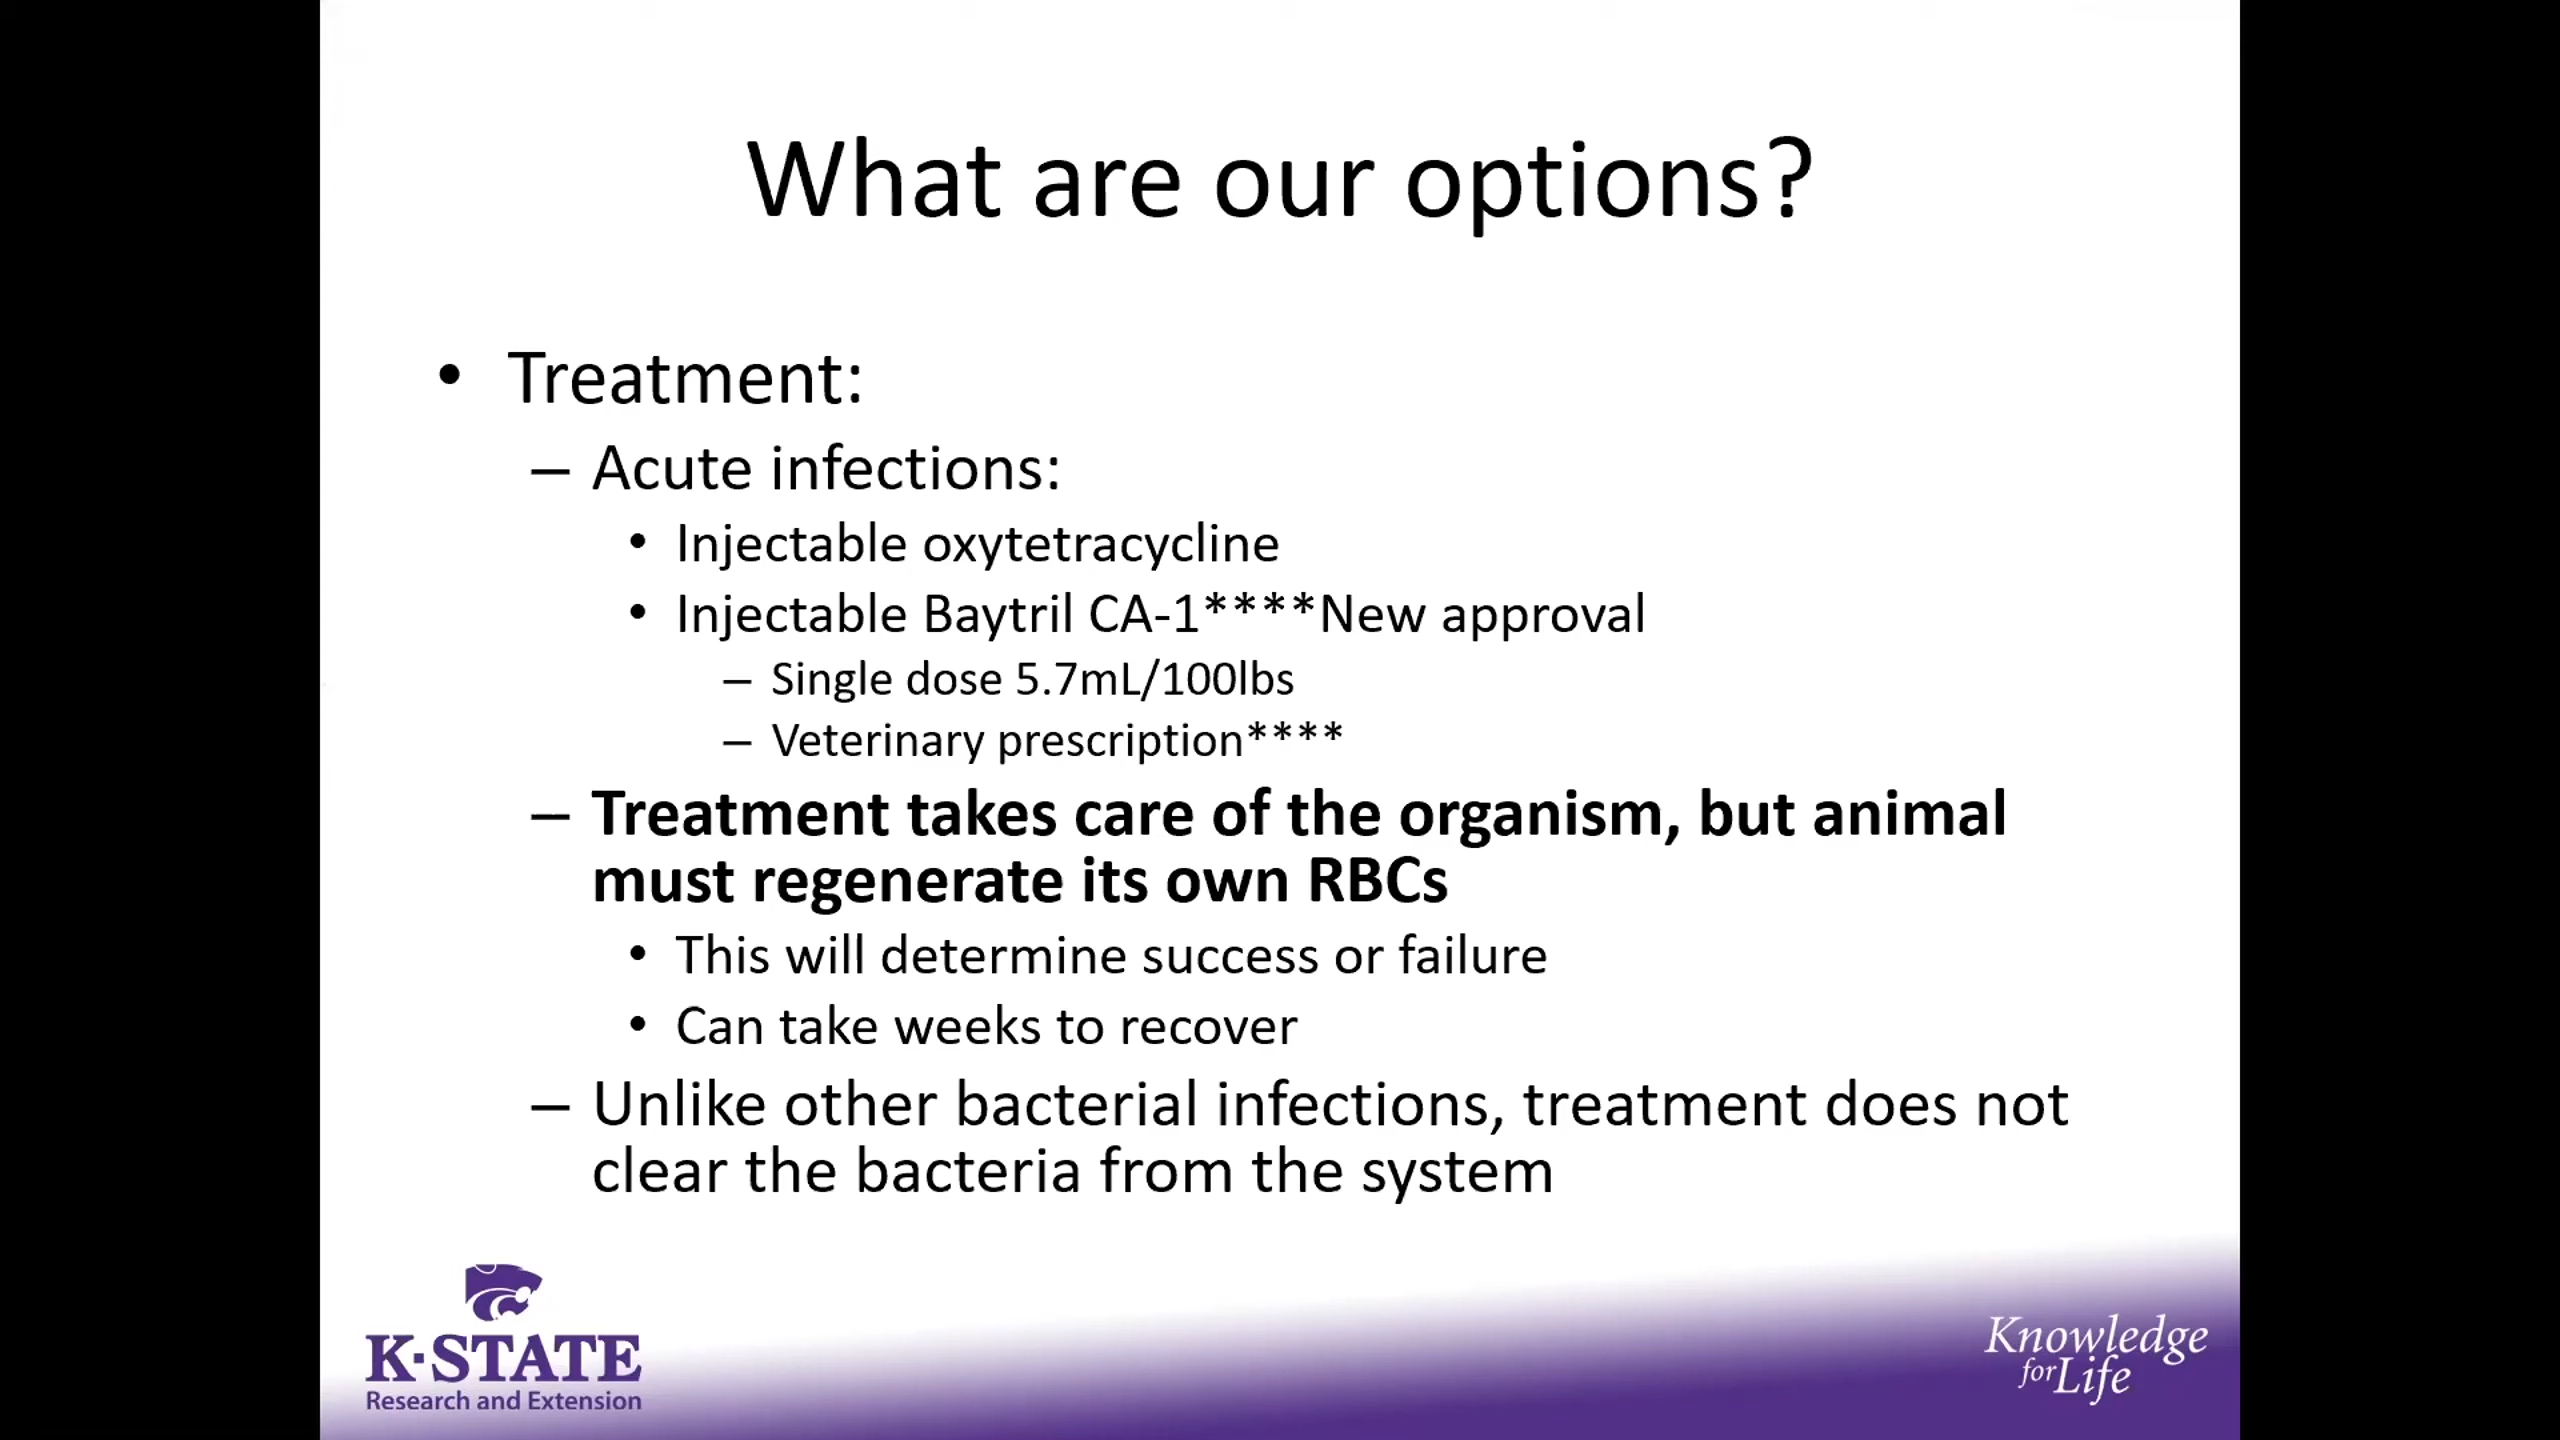 What are our options?
• Treatment:
– Acute infections:
• Injectable oxytetracycline
• Injectable Baytril CA-1****New approval
– Single dose 5.7mL/100lbs
– Veterinary prescription****
– Treatment takes care of the organism, but animal
must regenerate its own RBCs
• This will determine success or failure
• Can take weeks to recover
– Unlike other bacterial infections, treatment does not
clear the bacteria from the system
K·STATE
Research and Extension
Knowledge
for Life